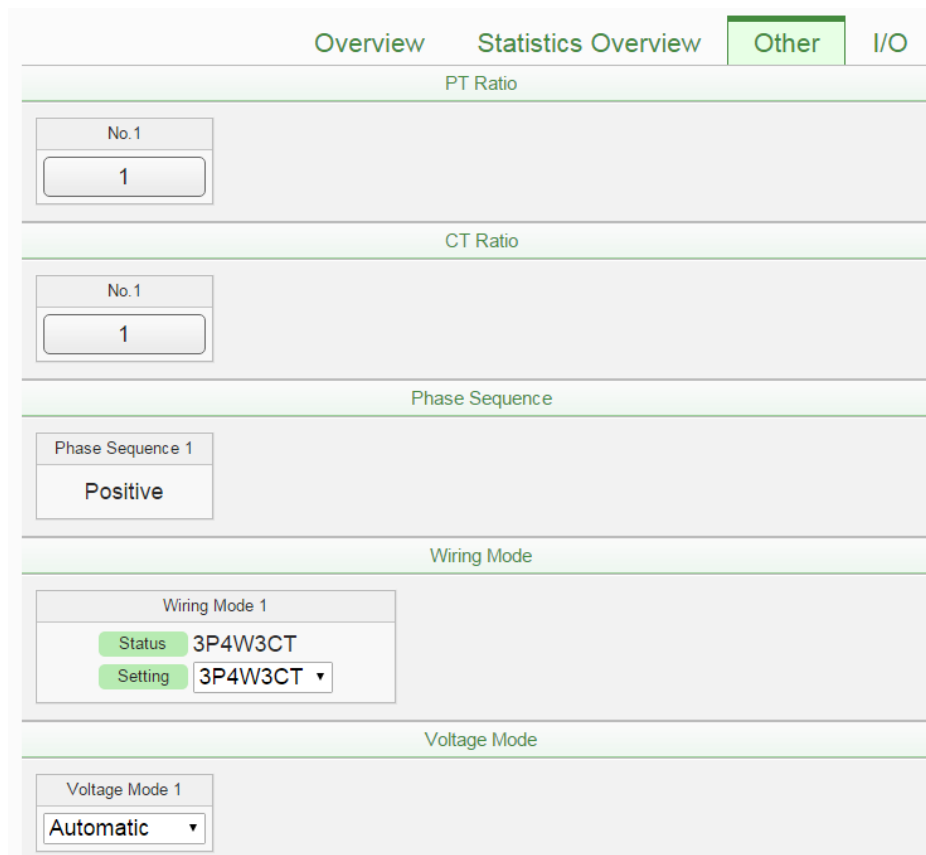 Overview Statistics Overview Other I/O
PT Ratio
No.1
1
CT Ratio
No.1
1
Phase Sequence
Phase Sequence 1
Positive
Wiring Mode
Wiring Mode 1
Status 3P4W3CT
Setting 3P4W3CT
Voltage Mode
Voltage Mode 1
Automatic